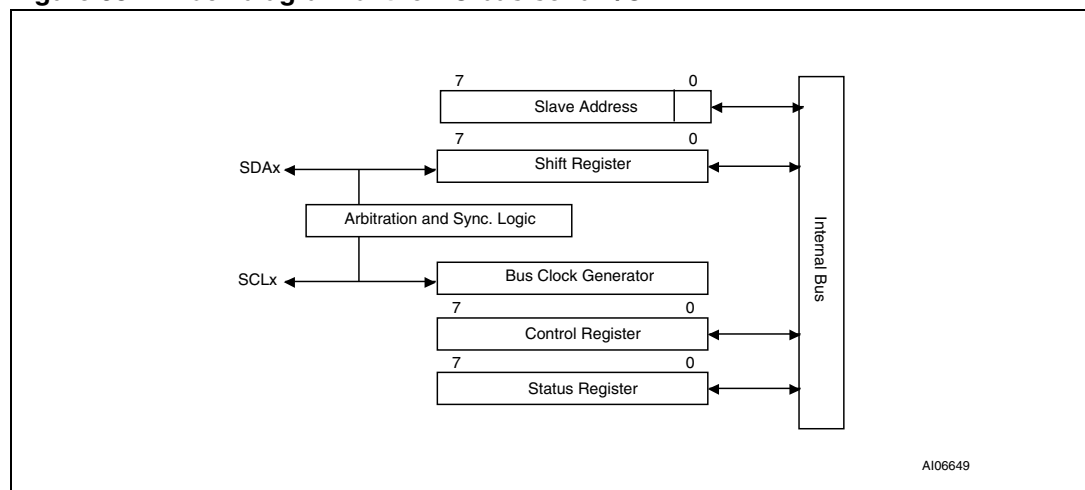 7 0
Slave Address
7 0
SDAx
Shift Register
Arbitration and Sync. Logic
SCLx
Bus Clock Generator
7 0
Control Register
7 0
Status Register
Internal Bus
AI06649